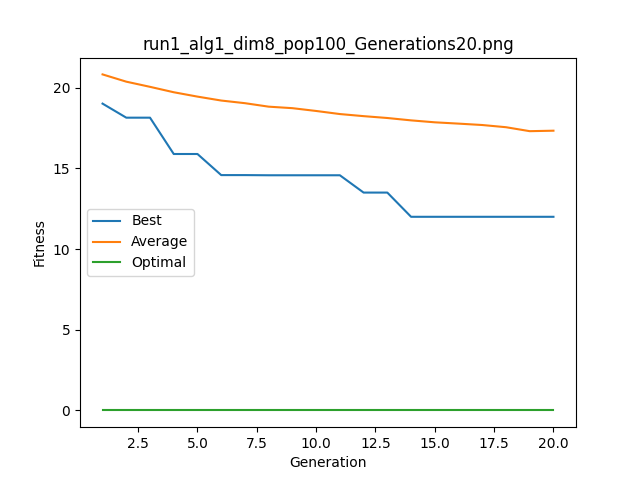 run1_alg1_dim8_pop100_Generations20.png
20
15
10
5
0
Fitness
Best
Average
Optimal
2.5 5.0 7.5 10.0 12.5 15.0 17.5 20.0
Generation